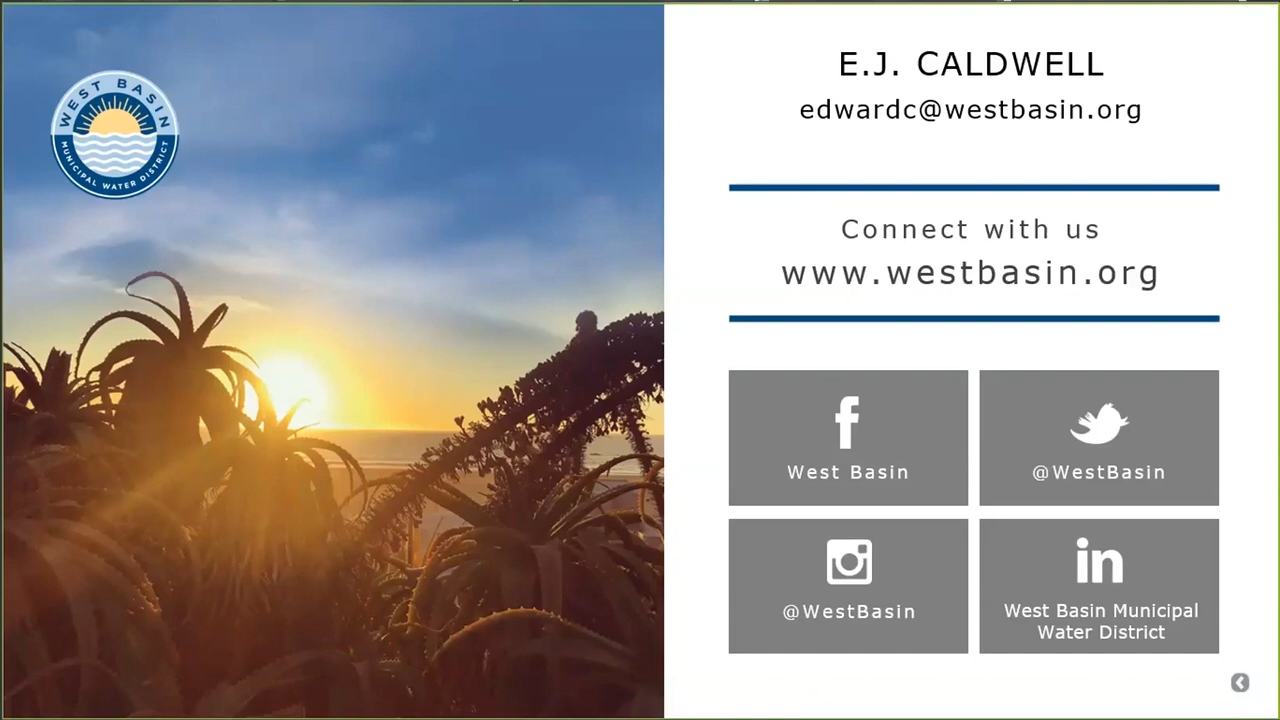 WEST BASIN
MUNICIPAL WATER DISTRICT
E.J. CALDWELL
edwardc@westbasin.org
Connect with us
www.westbasin.org
West Basin
@WestBasin
@WestBasin
West Basin Municipal
Water District